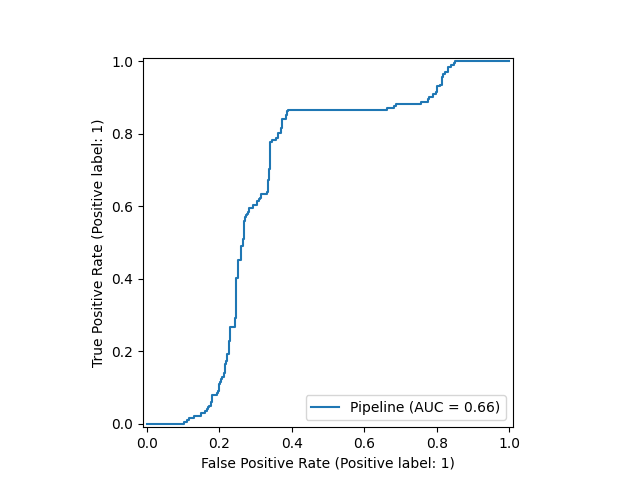 1.0
0.8
0.6
0.4
0.2
0.0
True Positive Rate (Positive label: 1)
Pipeline (AUC = 0.66)
0.0 0.2 0.4 0.6 0.8 1.0
False Positive Rate (Positive label: 1)